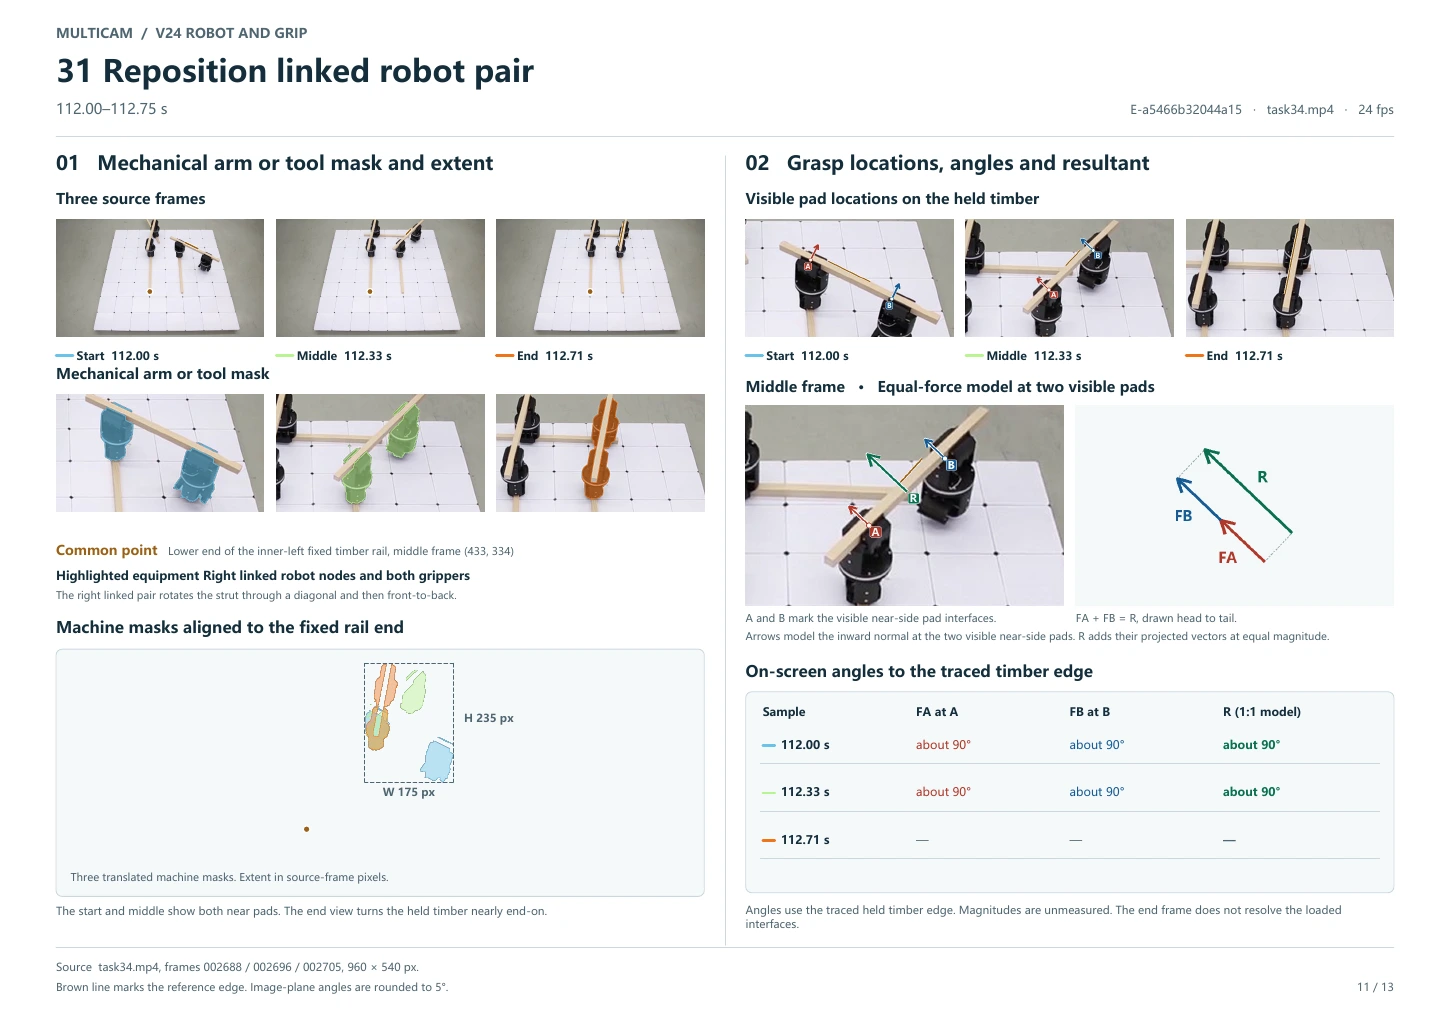 MULTICAM / V24 ROBOT AND GRIP
31 Reposition linked robot pair
112.00–112.75 s
E-a5466b32044a15 · task34.mp4 · 24 fps
01 Mechanical arm or tool mask and extent
Three source frames
Start 112.00 s
Middle 112.33 s
End 112.71 s
Mechanical arm or tool mask
Common point Lower end of the inner-left fixed timber rail, middle frame (433, 334)
Highlighted equipment Right linked robot nodes and both grippers
The right linked pair rotates the strut through a diagonal and then front-to-back.
Machine masks aligned to the fixed rail end
H 235 px
W 175 px
Three translated machine masks. Extent in source-frame pixels.
The start and middle show both near pads. The end view turns the held timber nearly end-on.
02 Grasp locations, angles and resultant
Visible pad locations on the held timber
A
B
A
B
Start 112.00 s
Middle 112.33 s
End 112.71 s
Middle frame • Equal-force model at two visible pads
B
R
A
R
FB
FA
A and B mark the visible near-side pad interfaces.
FA + FB = R, drawn head to tail.
Arrows model the inward normal at the two visible near-side pads. R adds their projected vectors at equal magnitude.
On-screen angles to the traced timber edge
Sample FA at A FB at B R (1:1 model)
112.00 s about 90° about 90° about 90°
112.33 s about 90° about 90° about 90°
112.71 s — — —
Angles use the traced held timber edge. Magnitudes are unmeasured. The end frame does not resolve the loaded
interfaces.
Source task34.mp4, frames 002688 / 002696 / 002705, 960 × 540 px.
Brown line marks the reference edge. Image-plane angles are rounded to 5°.
11 / 13